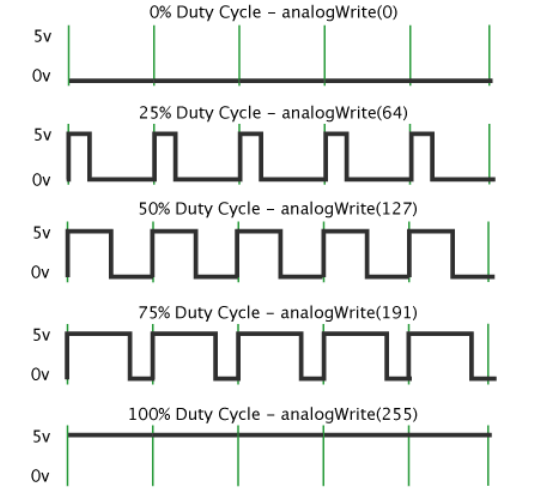 0% Duty Cycle – analogWrite(0)
5v
0v
25% Duty Cycle – analogWrite(64)
5v
0v
50% Duty Cycle – analogWrite(127)
5v
0v
75% Duty Cycle – analogWrite(191)
5v
0v
100% Duty Cycle – analogWrite(255)
5v
0v